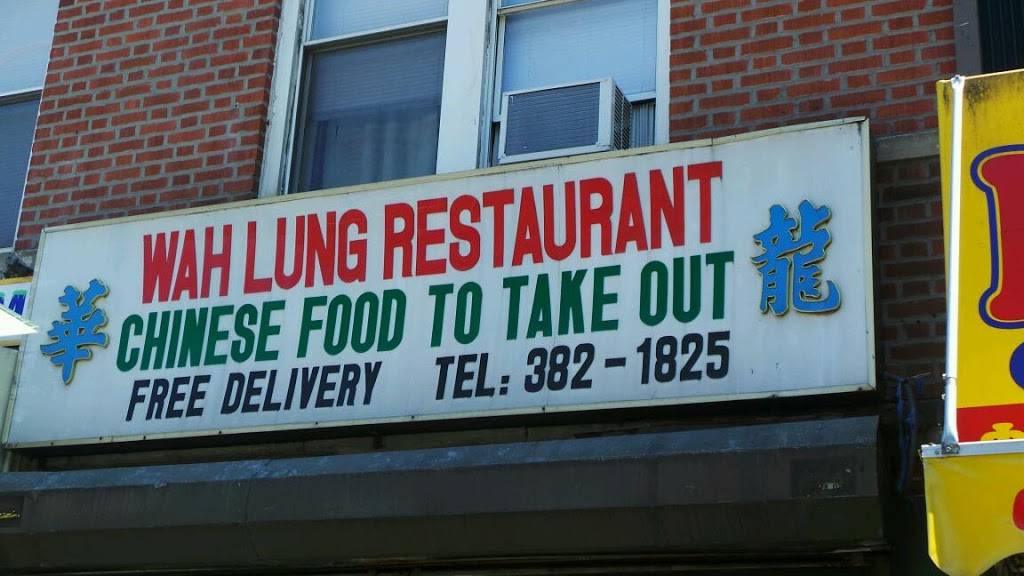 WAH LUNG RESTAURANT
華 CHINESE FOOD TO TAKE OUT 龍
FREE DELIVERY TEL: 382-1825